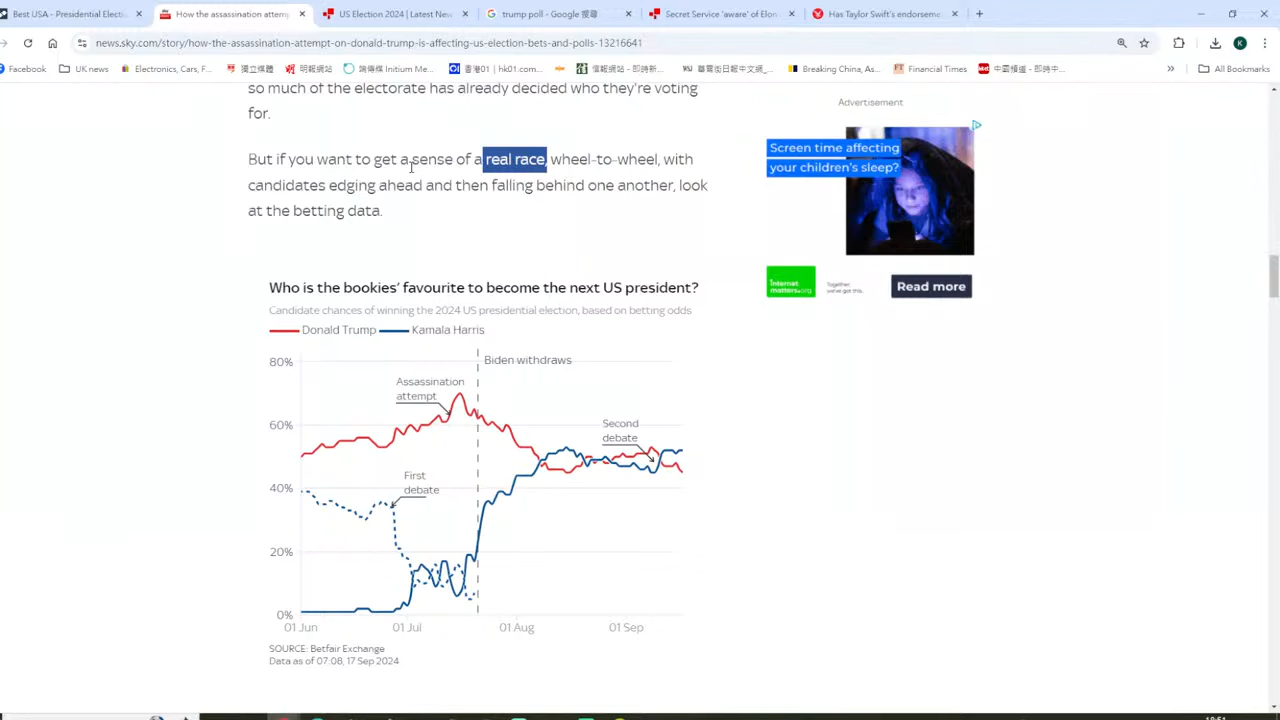 Best USA - Presidential Electi
How the assassination attemp
US Election 2024 | Latest New
trump poll - Google 搜尋
Secret Service 'aware' of Elon
Has Taylor Swift's endorseme
news.sky.com/story/how-the-assassination-attempt-on-donald-trump-is-affecting-us-election-bets-and-polls-13216641
K
Facebook
UK news
Electronics, Cars, F...
獨立媒體
明報網站
端傳媒 Initium Me...
香港01 | hk01.com...
信報網站 - 即時新...
華爾街日報中文網_...
Breaking China, As...
Financial Times
中國頻道 - 即時中...
»
All Bookmarks
so much of the electorate has already decided who they're voting
for.
But if you want to get a sense of a real race, wheel-to-wheel, with
candidates edging ahead and then falling behind one another, look
at the betting data.
Advertisement
Screen time affecting
your children's sleep?
internet
matters.org
Together,
we've got this.
Read more
Who is the bookies' favourite to become the next US president?
Candidate chances of winning the 2024 US presidential election, based on betting odds
Donald Trump Kamala Harris
80%
Biden withdraws
Assassination
attempt
60%
Second
debate
First
debate
40%
20%
0%
01 Jun 01 Jul 01 Aug 01 Sep
SOURCE: Betfair Exchange
Data as of 07:08, 17 Sep 2024